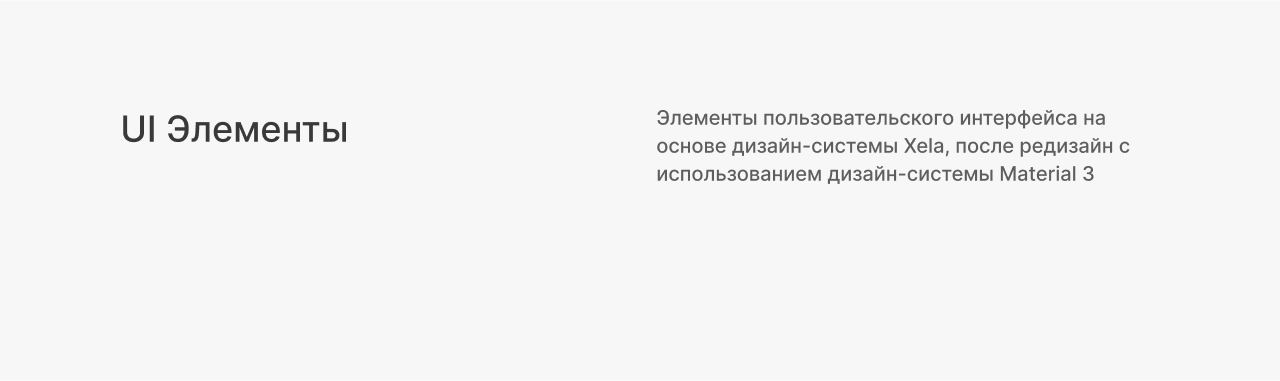 UI Элементы
Элементы пользовательского интерфейса на
основе дизайн-системы Xela, после редизайн с
использованием дизайн-системы Material 3